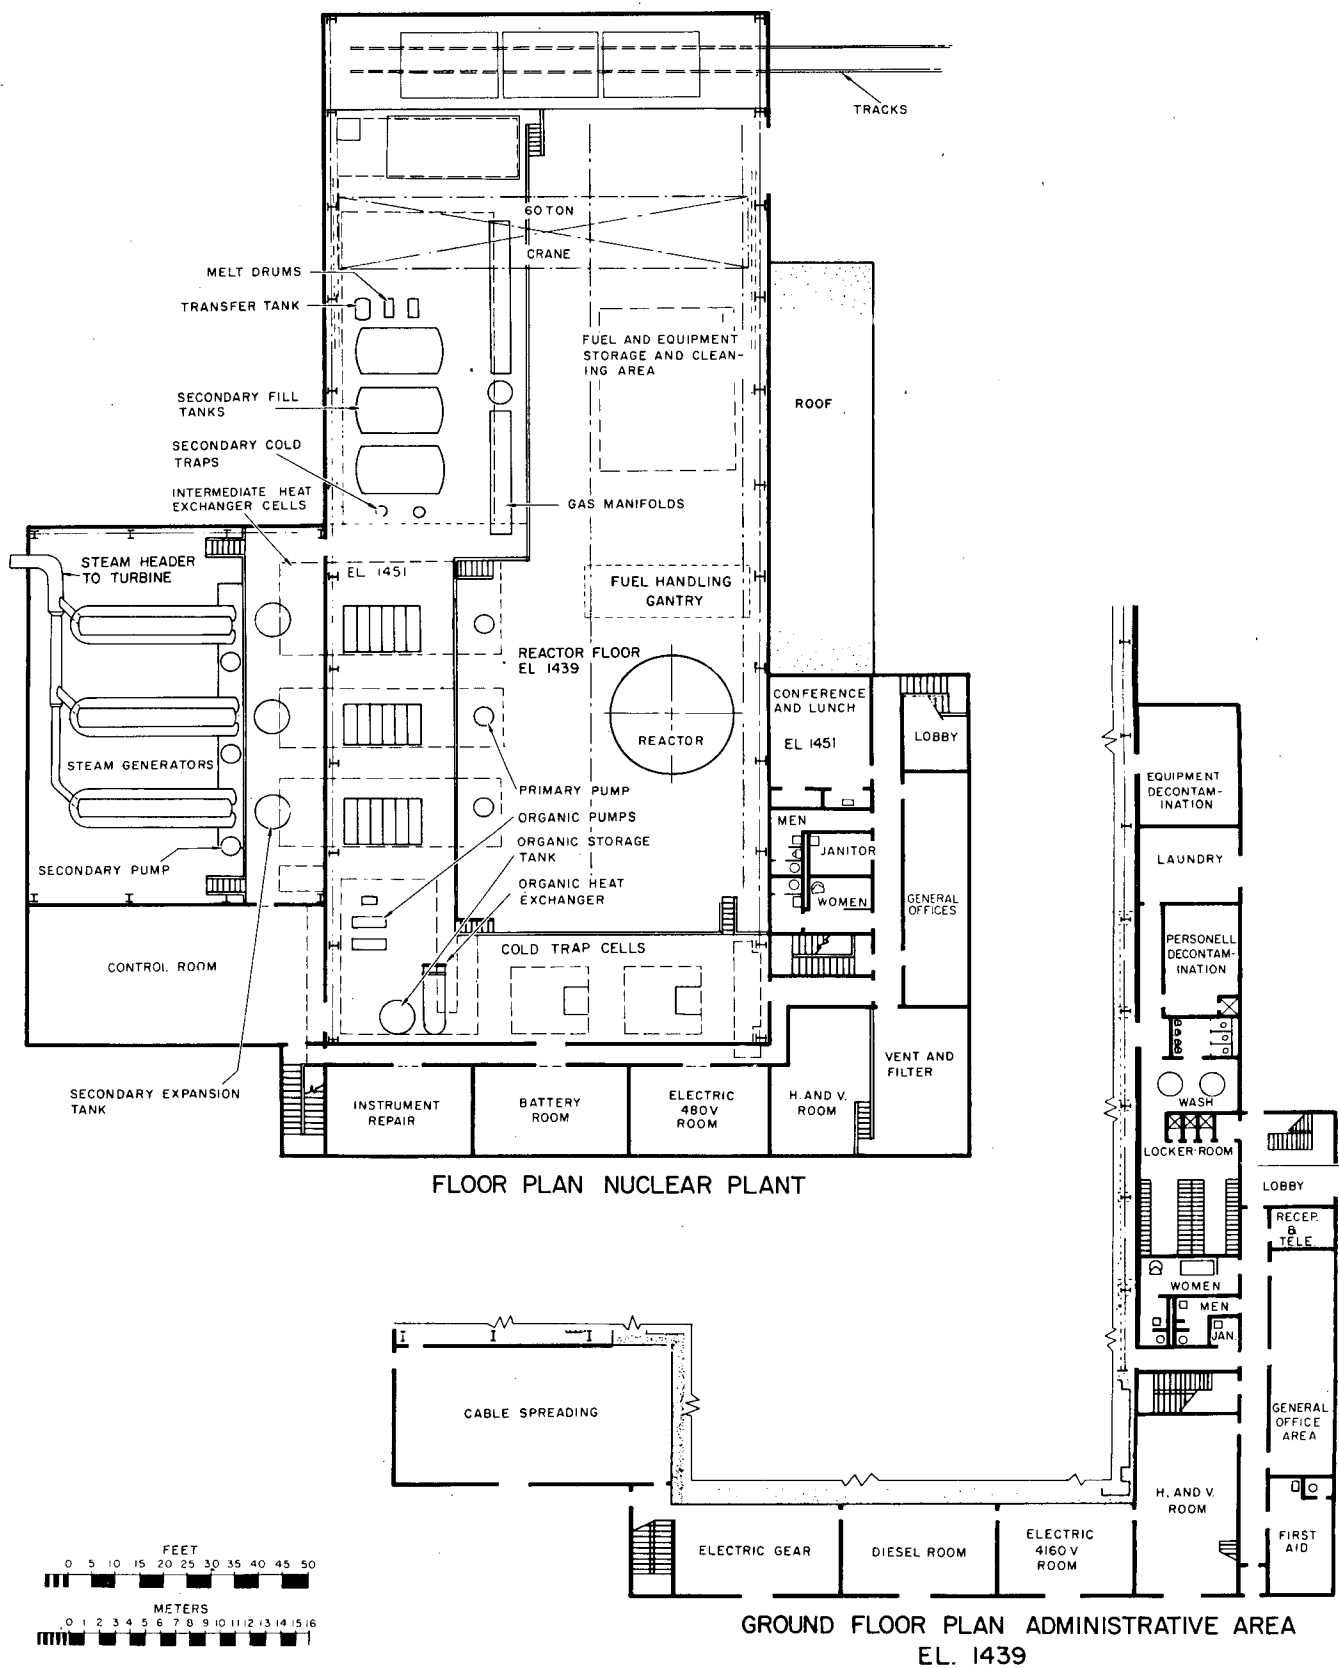 TRACKS
60 TON
CRANE
MELT DRUMS
TRANSFER TANK
FUEL AND EQUIPMENT
STORAGE AND CLEAN-
ING AREA
SECONDARY FILL
TANKS
ROOF
SECONDARY COLD
TRAPS
INTERMEDIATE HEAT
EXCHANGER CELLS
GAS MANIFOLDS
STEAM HEADER
TO TURBINE
EL 1451
FUEL HANDLING
GANTRY
REACTOR FLOOR
EL 1439
CONFERENCE
AND LUNCH
EL 1451
LOBBY
REACTOR
STEAM GENERATORS
PRIMARY PUMP
ORGANIC PUMPS
ORGANIC STORAGE
TANK
ORGANIC HEAT
EXCHANGER
MEN
JANITOR
WOMEN
GENERAL
OFFICES
SECONDARY PUMP
COLD TRAP CELLS
CONTROL ROOM
SECONDARY EXPANSION
TANK
INSTRUMENT
REPAIR
BATTERY
ROOM
ELECTRIC
480V
ROOM
H. AND V.
ROOM
VENT AND
FILTER
FLOOR PLAN NUCLEAR PLANT
EQUIPMENT
DECONTAM-
INATION
LAUNDRY
PERSONELL
DECONTAM-
INATION
WASH
LOCKER ROOM
LOBBY
RECEP.
&
TELE.
WOMEN
MEN
JAN.
GENERAL
OFFICE
AREA
CABLE SPREADING
H. AND V.
ROOM
ELECTRIC GEAR
DIESEL ROOM
ELECTRIC
4160 V
ROOM
FIRST
AID
FEET
0 5 10 15 20 25 30 35 40 45 50
METERS
0 1 2 3 4 5 6 7 8 9 10 11 12 13 14 15 16
GROUND FLOOR PLAN ADMINISTRATIVE AREA
EL. 1439